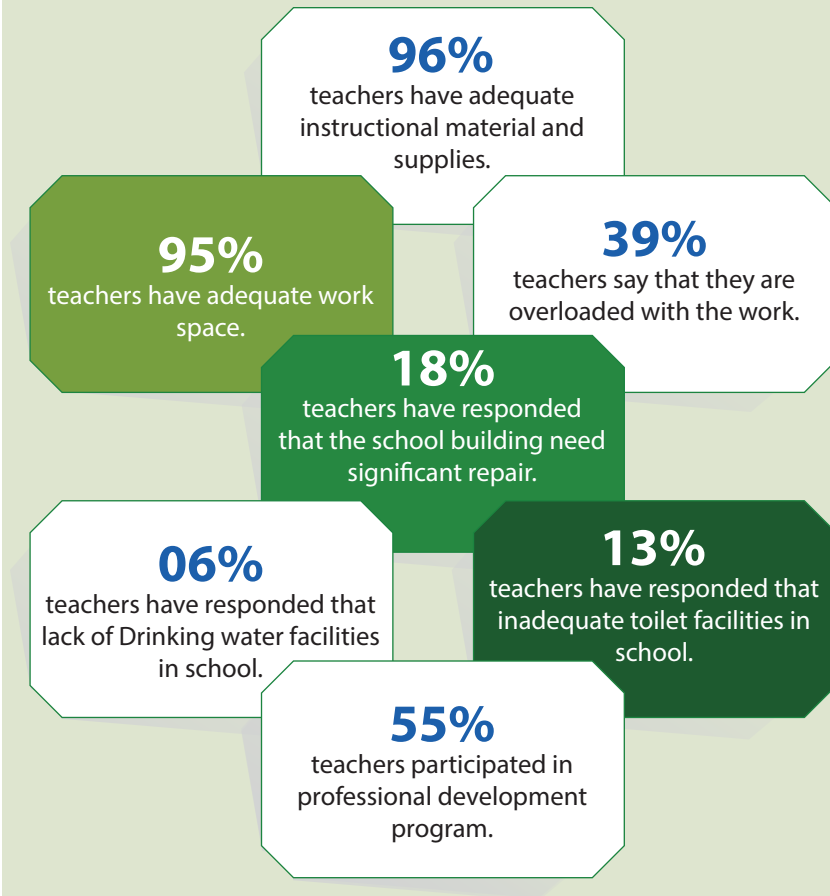 96%
teachers have adequate
instructional material and
supplies.
95%
teachers have adequate work
space.
39%
teachers say that they are
overloaded with the work.
18%
teachers have responded
that the school building need
significant repair.
06%
teachers have responded that
lack of Drinking water facilities
in school.
13%
teachers have responded that
inadequate toilet facilities in
school.
55%
teachers participated in
professional development
program.